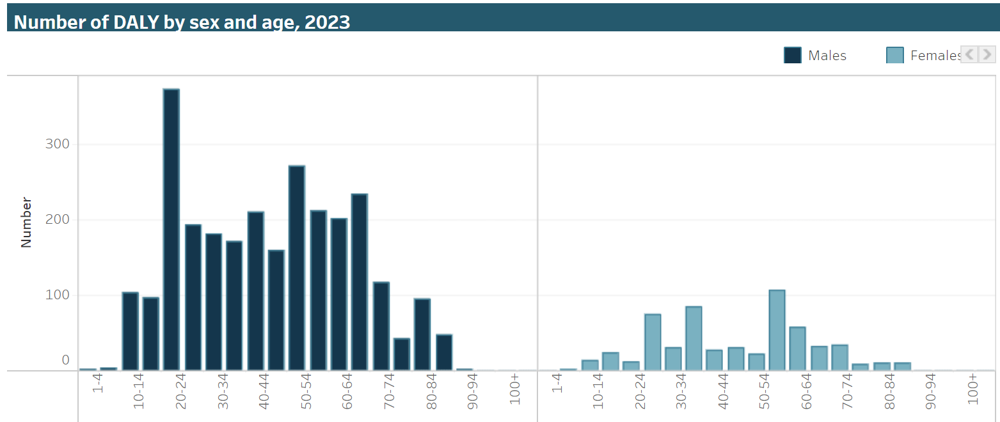 Number of DALY by sex and age, 2023
Males Females
300
200
100
0
Number
1-4 10-14 20-24 30-34 40-44 50-54 60-64 70-74 80-84 90-94 100+ 1-4 10-14 20-24 30-34 40-44 50-54 60-64 70-74 80-84 90-94 100+